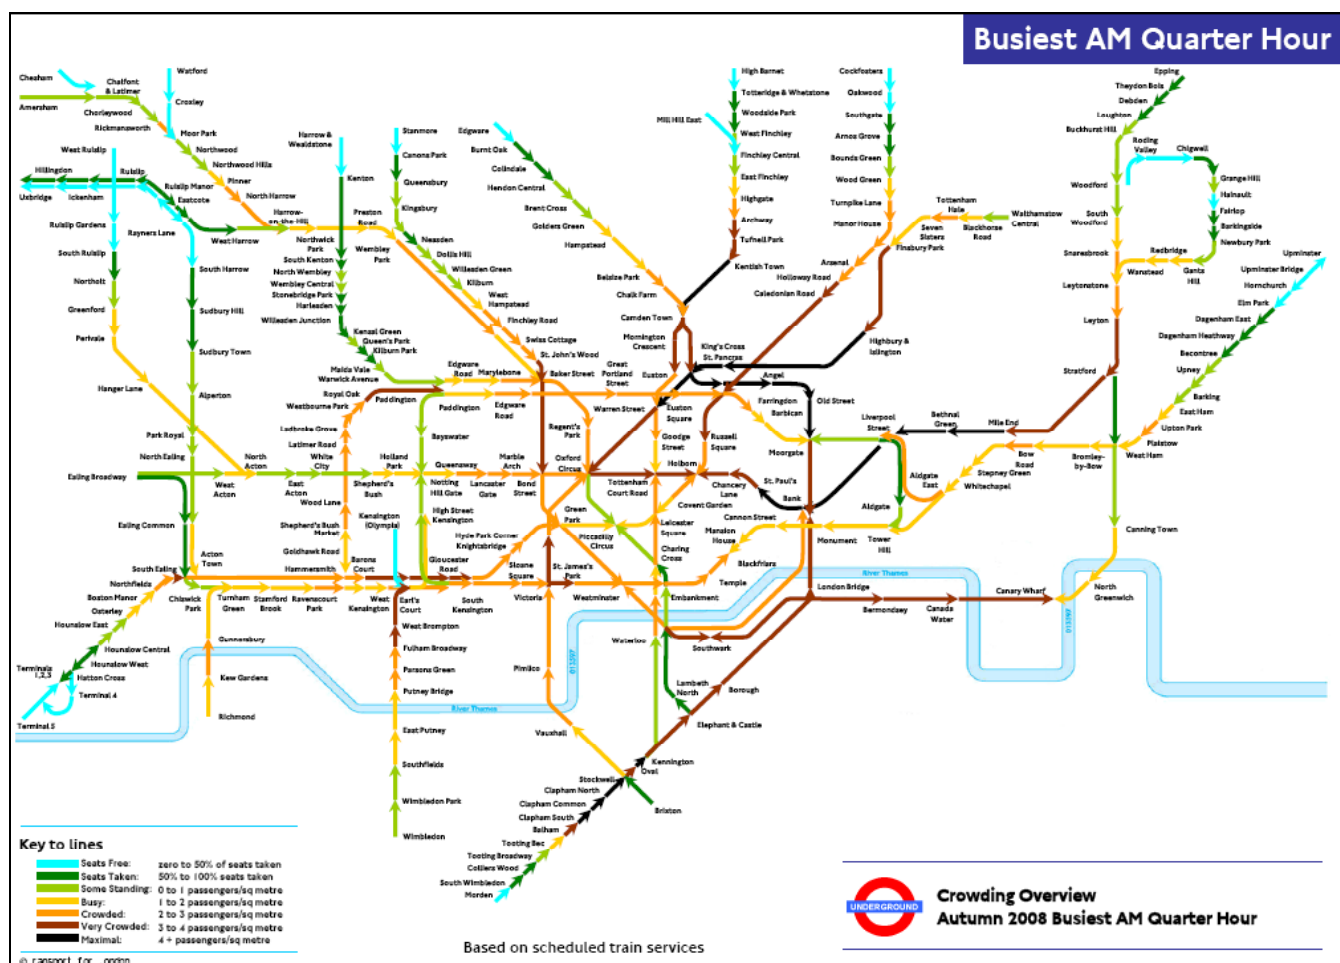 Busiest AM Quarter Hour
Chesham
Chalfont
& Latimer
Watford
Amersham
Croxley
Chorleywood
Rickmansworth
Moor Park
Northwood
Northwood Hills
Pinner
North Harrow
Harrow-
on-the-Hill
West Ruislip
Hillingdon
Ruislip
Ruislip Manor
Uxbridge
Ickenham
Eastcote
Ruislip Gardens
Rayners Lane
West Harrow
South Ruislip
South Harrow
Northolt
Sudbury Hill
Greenford
Perivale
Sudbury Town
Hanger Lane
Alperton
Park Royal
North Ealing
North
Acton
Ealing Broadway
West
Acton
Ealing Common
Acton
Town
South Ealing
Northfields
Boston Manor
Osterley
Hounslow East
Hounslow Central
Hounslow West
Hatton Cross
Terminals
1,2,3
Terminal 4
Terminal 5
Chiswick
Park
Turnham
Green
Stamford
Brook
Ravenscourt
Park
Gunnersbury
Kew Gardens
Richmond
Harrow &
Wealdstone
Kenton
Northwick
Park
Preston
Road
Wembley
Park
South Kenton
North Wembley
Wembley Central
Stonebridge Park
Harlesden
Willesden Junction
Kensal Green
Queen's Park
Kilburn Park
Maida Vale
Warwick Avenue
Royal Oak
Westbourne Park
Ladbroke Grove
Latimer Road
White
City
East
Acton
Wood Lane
Shepherd's Bush
Market
Goldhawk Road
Hammersmith
Barons
Court
West
Kensington
Kensington
(Olympia)
Holland
Park
Shepherd's
Bush
Stanmore
Canons Park
Queensbury
Kingsbury
Neasden
Dollis Hill
Willesden Green
Kilburn
West
Hampstead
Finchley Road
Swiss Cottage
St. John's Wood
Baker Street
Edgware
Road
Marylebone
Paddington
Paddington
Edgware
Road
Bayswater
Notting
Hill Gate
Queensway
Lancaster
Gate
Marble
Arch
Bond
Street
High Street
Kensington
Gloucester
Road
Earl's
Court
South
Kensington
Hyde Park Corner
Knightsbridge
Sloane
Square
Victoria
St. James's
Park
Westminster
West Brompton
Fulham Broadway
Parsons Green
Putney Bridge
East Putney
Southfields
Wimbledon Park
Wimbledon
Edgware
Burnt Oak
Colindale
Hendon Central
Brent Cross
Golders Green
Hampstead
Belsize Park
Chalk Farm
Camden Town
Mornington
Crescent
Great
Portland
Street
Euston
Warren Street
Euston
Square
Regent's
Park
Goodge
Street
Oxford
Circus
Tottenham
Court Road
Green
Park
Piccadilly
Circus
Leicester
Square
Covent Garden
Charing
Cross
Embankment
Temple
Blackfriars
Mansion
House
Cannon Street
Monument
High Barnet
Totteridge & Whetstone
Woodside Park
Mill Hill East
West Finchley
Finchley Central
East Finchley
Highgate
Archway
Tufnell Park
Kentish Town
Cockfosters
Oakwood
Southgate
Arnos Grove
Bounds Green
Wood Green
Turnpike Lane
Manor House
Finsbury Park
Arsenal
Holloway Road
Caledonian Road
Seven
Sisters
Tottenham
Hale
Blackhorse
Road
Walthamstow
Central
Highbury &
Islington
King's Cross
St. Pancras
Angel
Old Street
Farringdon
Barbican
Moorgate
Russell
Square
Holborn
Chancery
Lane
St. Paul's
Bank
Liverpool
Street
Bethnal
Green
Mile End
Aldgate
East
Aldgate
Tower
Hill
Whitechapel
Stepney Green
Bow
Road
Bromley-
by-Bow
West Ham
Plaistow
Upton Park
East Ham
Barking
Upney
Becontree
Dagenham Heathway
Dagenham East
Elm Park
Hornchurch
Upminster Bridge
Upminster
Epping
Theydon Bois
Debden
Loughton
Buckhurst Hill
Roding
Valley
Chigwell
Grange Hill
Hainault
Fairlop
Barkingside
Newbury Park
Gants
Hill
Redbridge
Wanstead
Woodford
South
Woodford
Snaresbrook
Leytonstone
Leyton
Stratford
Canning Town
North
Greenwich
Canary Wharf
Canada
Water
Bermondsey
London Bridge
Southwark
Waterloo
Lambeth
North
Borough
Elephant & Castle
Kennington
Oval
Stockwell
Brixton
Pimlico
Vauxhall
Clapham North
Clapham Common
Clapham South
Balham
Tooting Bec
Tooting Broadway
Colliers Wood
South Wimbledon
Morden
River Thames
River Thames
Key to lines
Seats Free: zero to 50% of seats taken
Seats Taken: 50% to 100% seats taken
Some Standing: 0 to 1 passengers/sq metre
Busy: 1 to 2 passengers/sq metre
Crowded: 2 to 3 passengers/sq metre
Very Crowded: 3 to 4 passengers/sq metre
Maximal: 4 + passengers/sq metre
Based on scheduled train services
UNDERGROUND
Crowding Overview
Autumn 2008 Busiest AM Quarter Hour